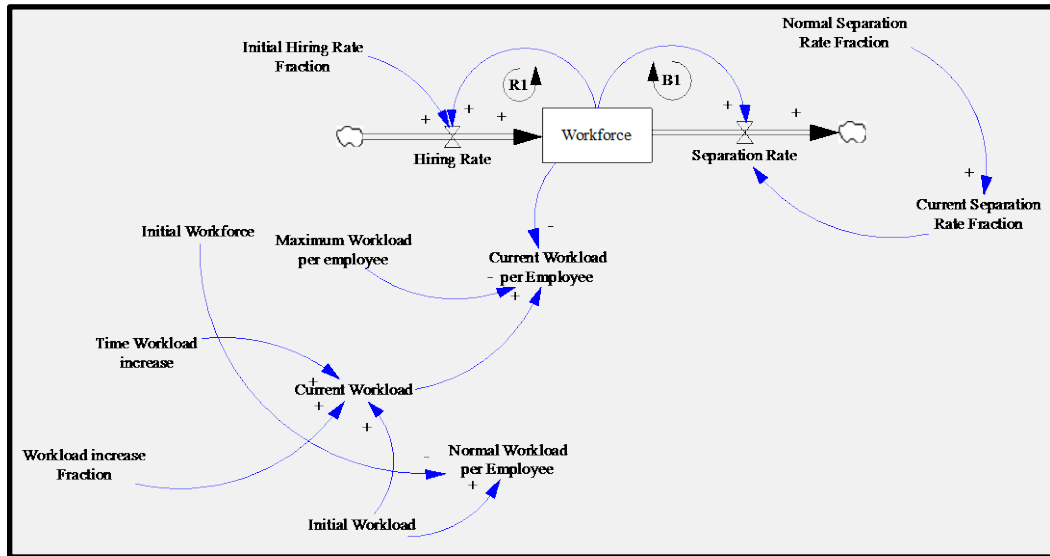 Initial Hiring Rate
Fraction
Normal Separation
Rate Fraction
R1
B1
+
+
+
+
+
Workforce
Hiring Rate
Separation Rate
+
Current Separation
Rate Fraction
Initial Workforce
-
Maximum Workload
per employee
Current Workload
per Employee
-
+
Time Workload
increase
+
Current Workload
+
+
Workload increase
Fraction
Normal Workload
per Employee
-
+
Initial Workload